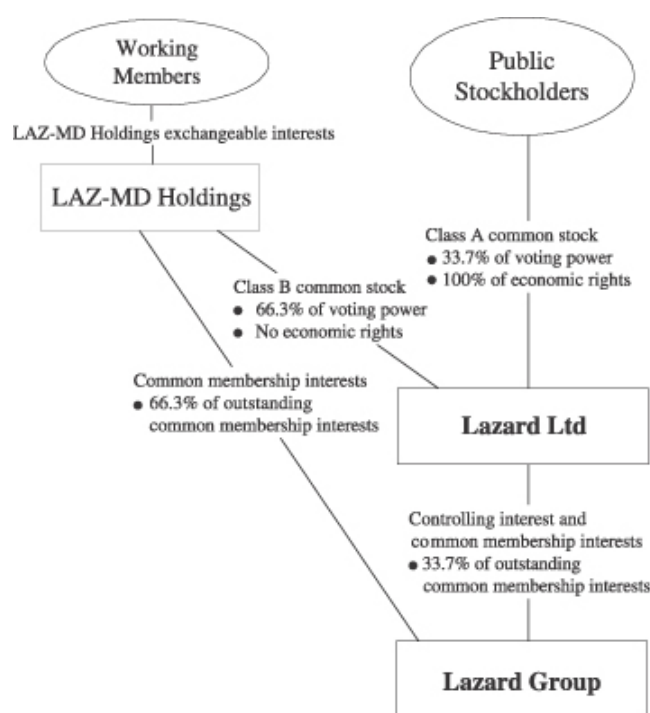 Working
Members
Public
Stockholders
LAZ-MD Holdings exchangeable interests
LAZ-MD Holdings
Class A common stock
● 33.7% of voting power
● 100% of economic rights
Class B common stock
● 66.3% of voting power
● No economic rights
Common membership interests
● 66.3% of outstanding
common membership interests
Lazard Ltd
Controlling interest and
common membership interests
● 33.7% of outstanding
common membership interests
Lazard Group